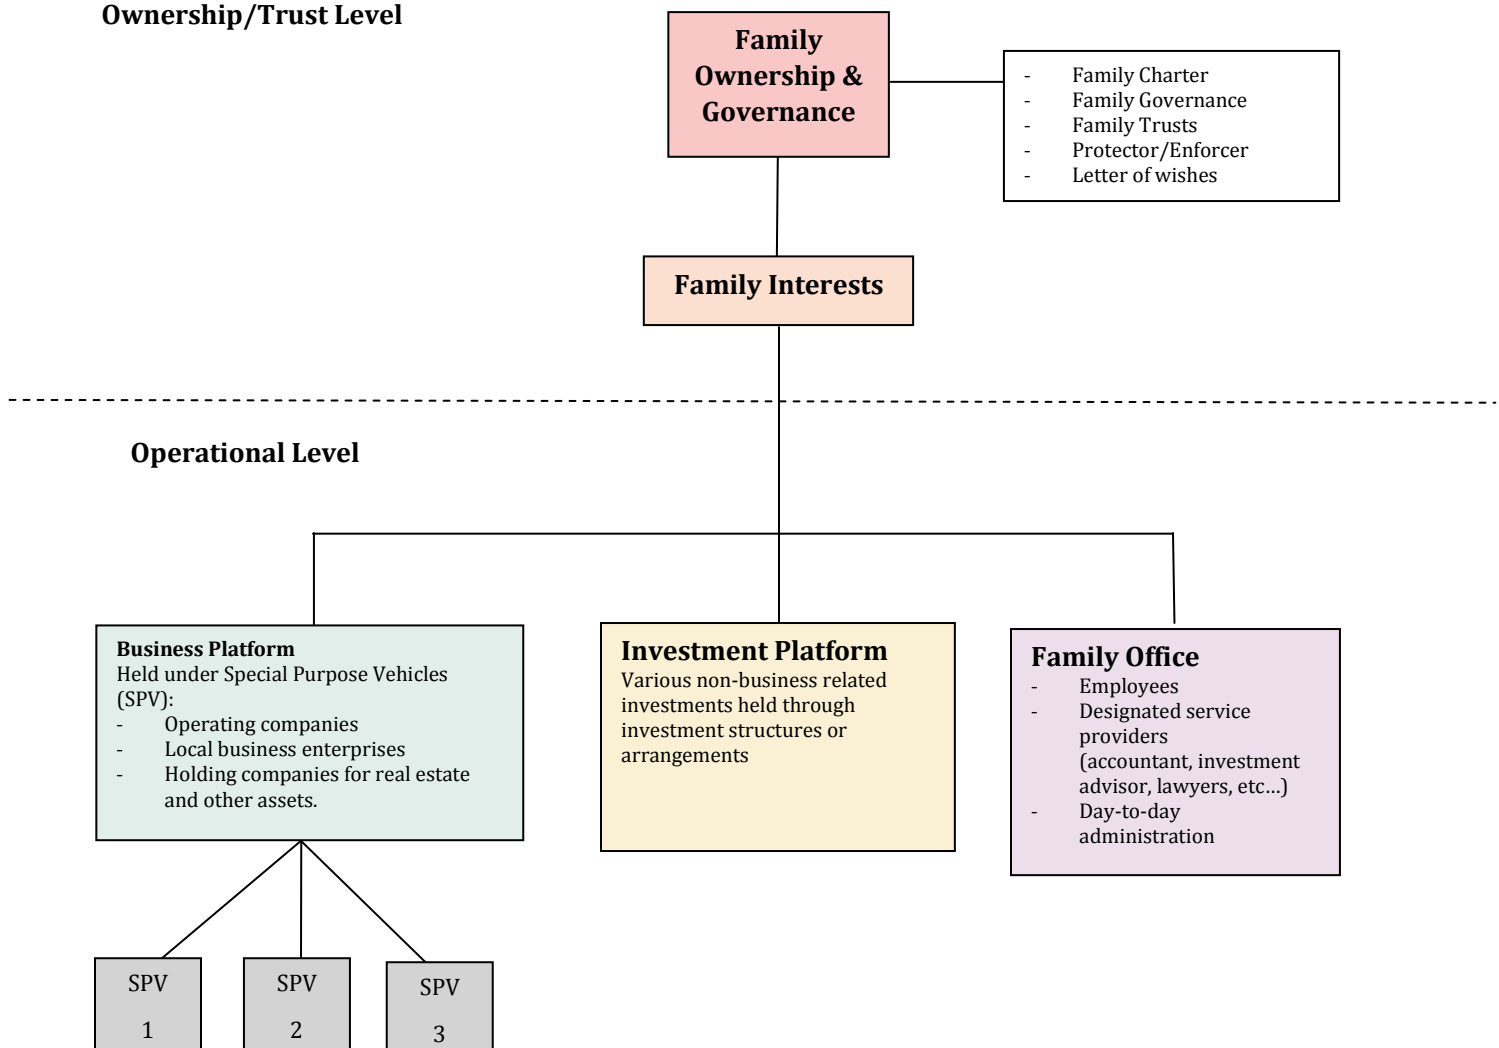 Ownership/Trust Level
Family
Ownership &
Governance
- Family Charter
- Family Governance
- Family Trusts
- Protector/Enforcer
- Letter of wishes
Family Interests
Operational Level
Business Platform
Held under Special Purpose Vehicles
(SPV):
- Operating companies
- Local business enterprises
- Holding companies for real estate
and other assets.
Investment Platform
Various non-business related
investments held through
investment structures or
arrangements
Family Office
- Employees
- Designated service
providers
(accountant, investment
advisor, lawyers, etc…)
- Day-to-day
administration
SPV
1
SPV
2
SPV
3